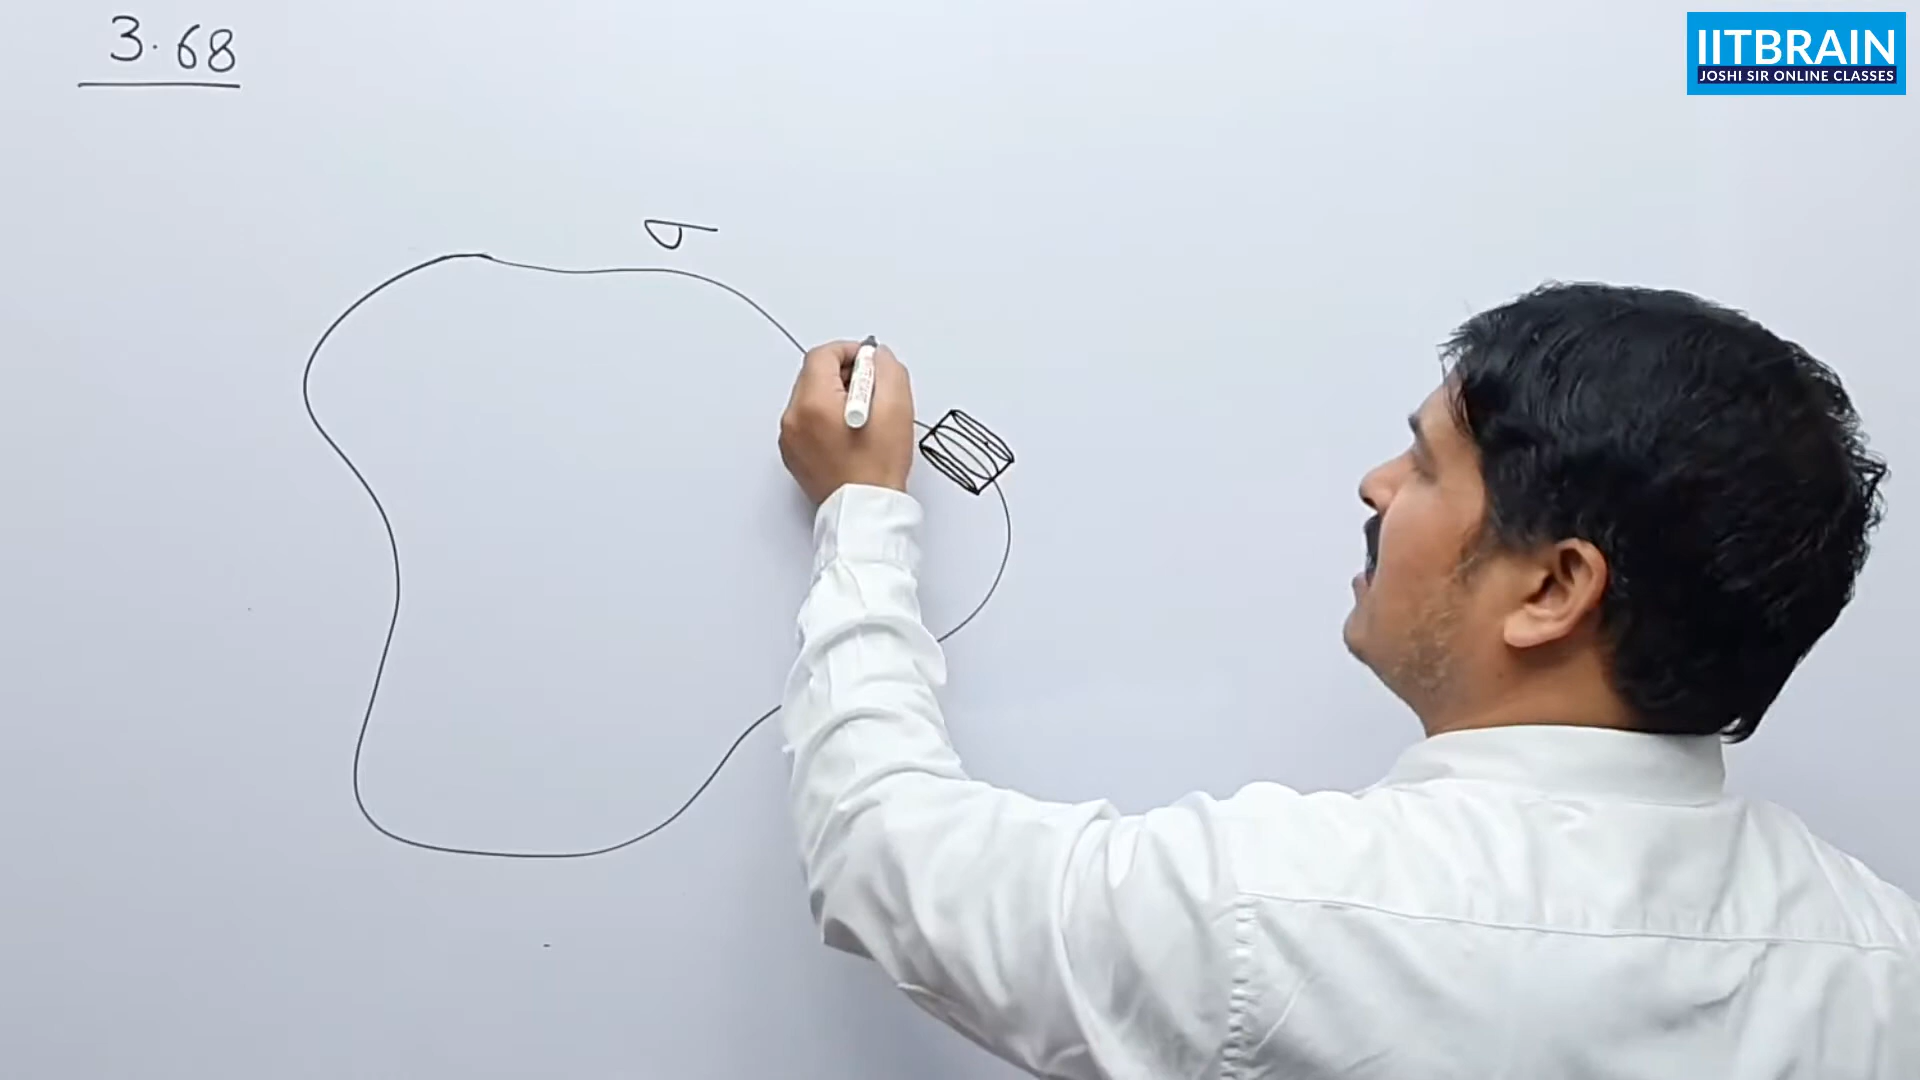 3.68
IITBRAIN
JOSHI SIR ONLINE CLASSES
σ